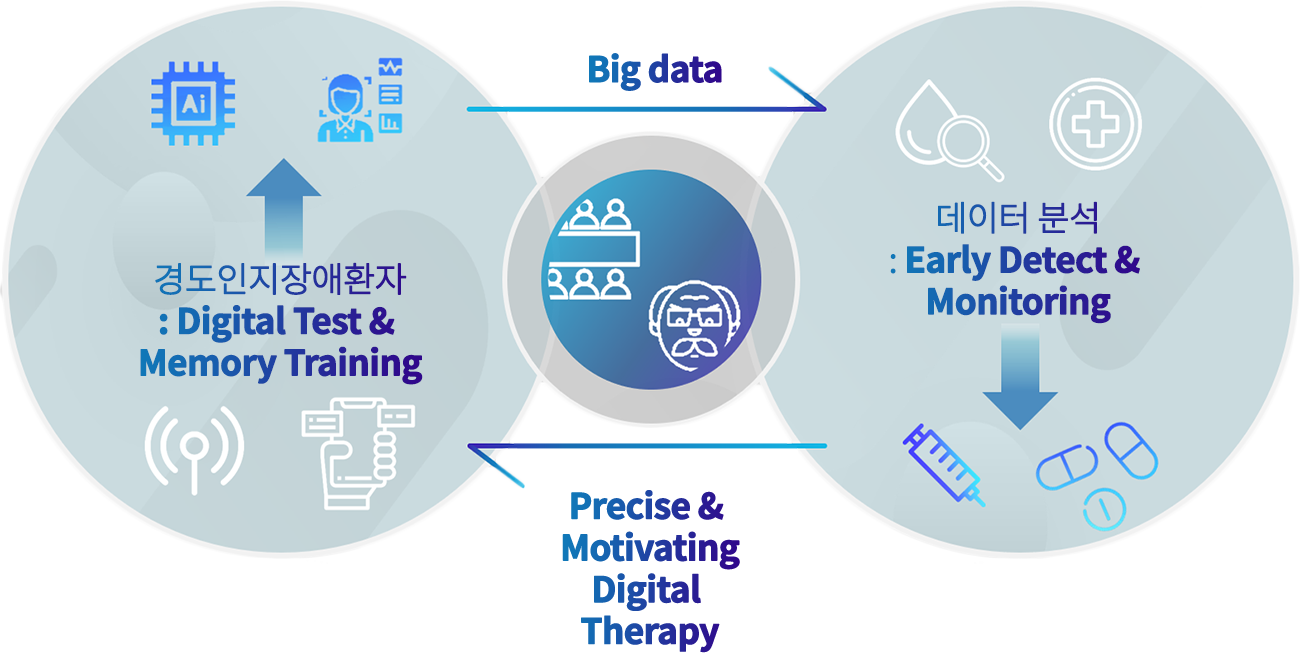 Big data
Ai
경도인지장애환자
: Digital Test &
Memory Training
데이터 분석
: Early Detect &
Monitoring
Precise &
Motivating
Digital
Therapy